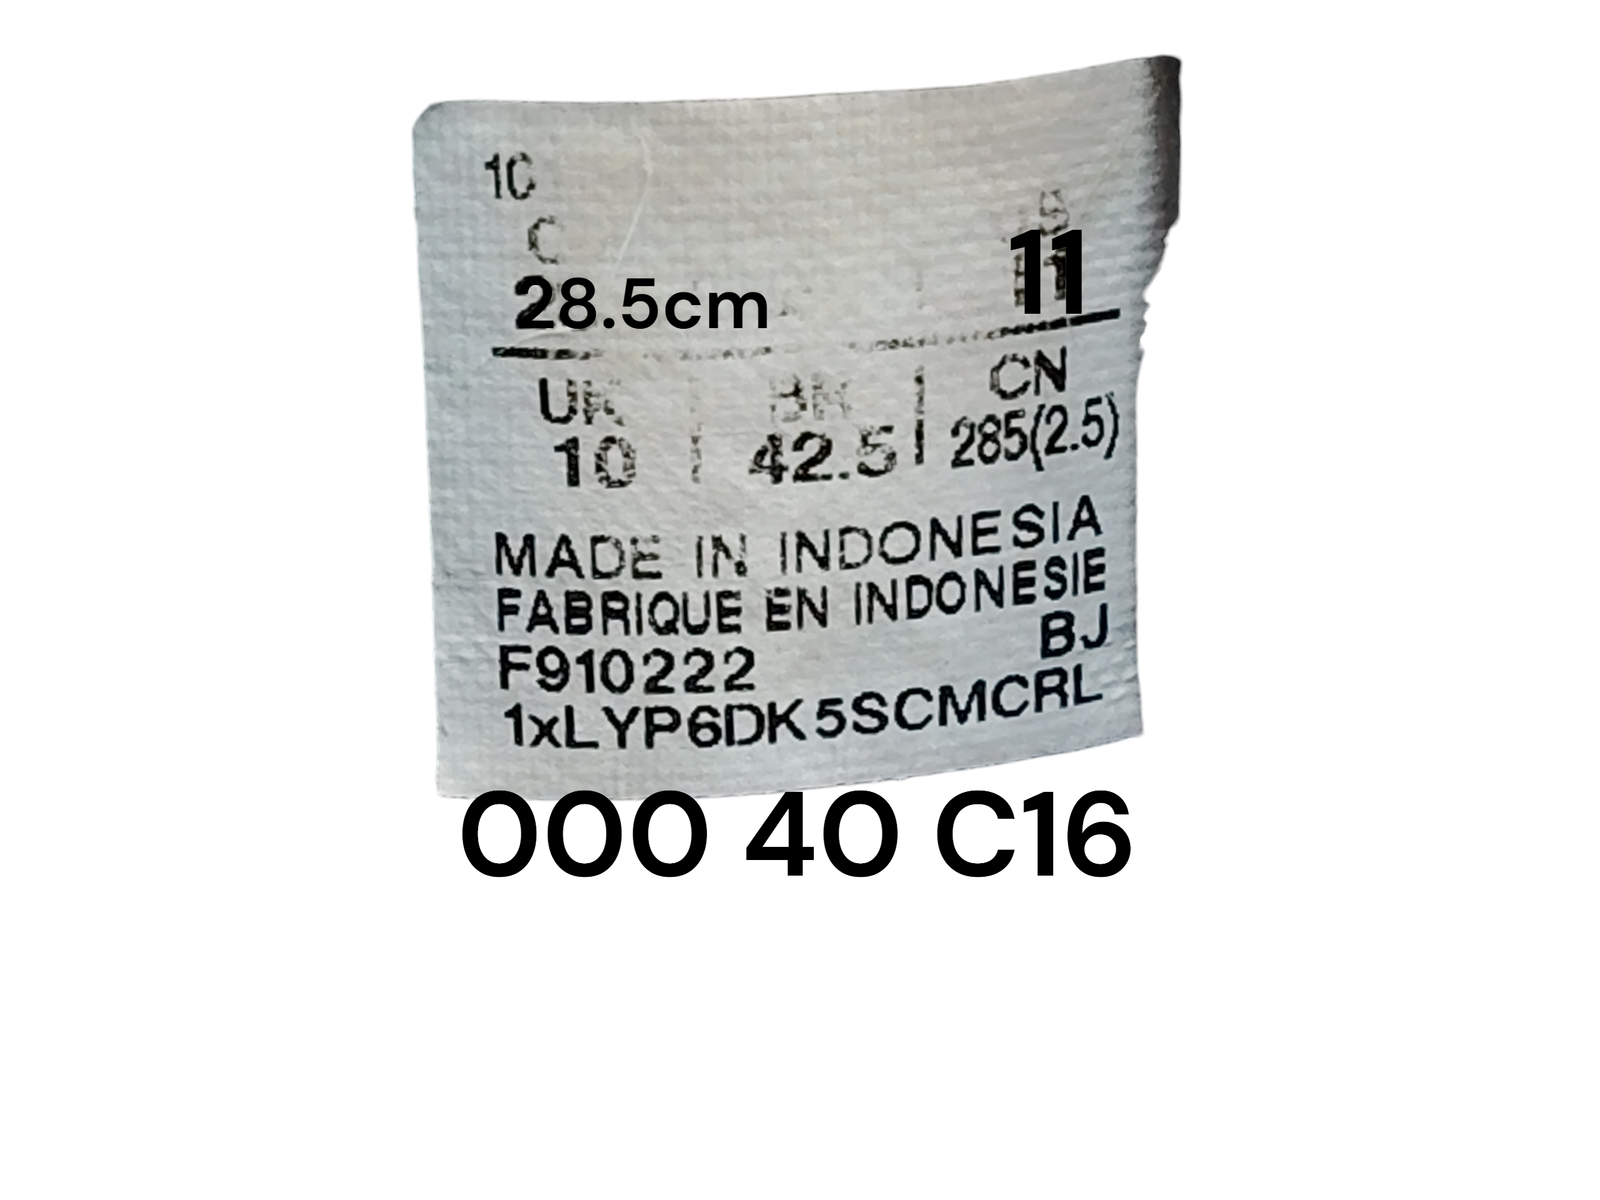 10
C
28.5cm 11
UK BR CN
10 42.5 285(2.5)
MADE IN INDONESIA
FABRIQUE EN INDONESIE
BJ
F910222
1xLYP6DK5SCMCRL
000 40 C16